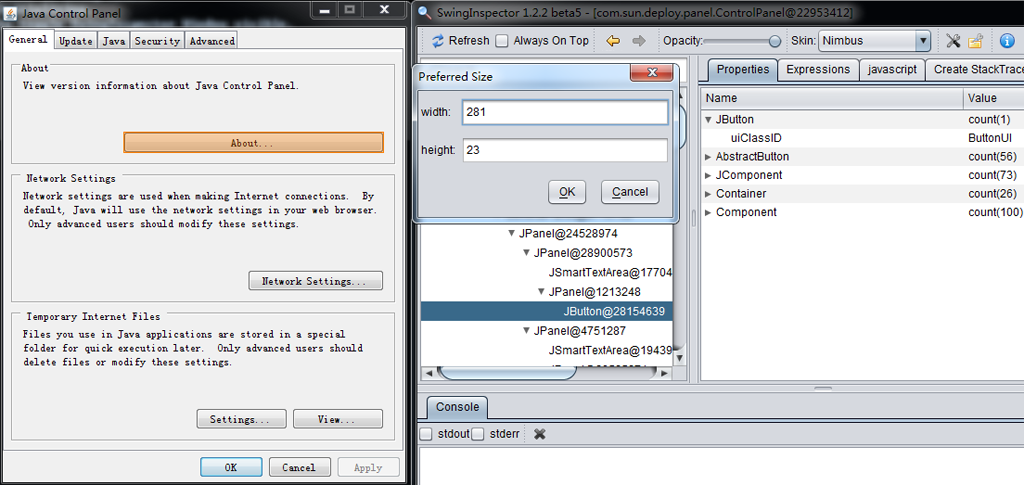 Java Control Panel
General Update Java Security Advanced
About
View version information about Java Control Panel.
About...
Network Settings
Network settings are used when making Internet connections. By
default, Java will use the network settings in your web browser.
Only advanced users should modify these settings.
Network Settings...
Temporary Internet Files
Files you use in Java applications are stored in a special
folder for quick execution later. Only advanced users should
delete files or modify these settings.
Settings... View...
OK Cancel Apply
SwingInspector 1.2.2 beta5 - [com.sun.deploy.panel.ControlPanel@22953412]
Refresh Always On Top Opacity: Skin: Nimbus
Preferred Size
width: 281
height: 23
OK Cancel
JPanel@24528974
JPanel@28900573
JSmartTextArea@17704
JPanel@1213248
JButton@28154639
JPanel@4751287
JSmartTextArea@19439
Properties Expressions javascript Create StackTrace
Name Value
JButton count(1)
uiClassID ButtonUI
AbstractButton count(56)
JComponent count(73)
Container count(26)
Component count(100)
Console
stdout stderr